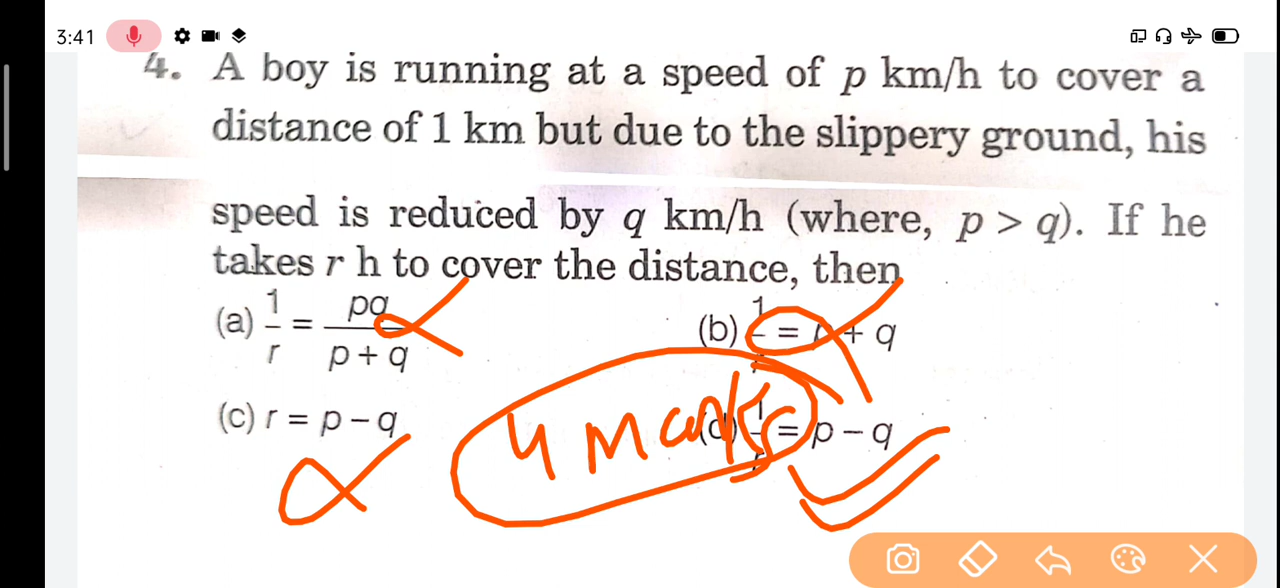 3:41
4. A boy is running at a speed of p km/h to cover a
distance of 1 km but due to the slippery ground, his
speed is reduced by q km/h (where, p > q). If he
takes r h to cover the distance, then
(a) 1/r = pq/p + q
(b) = + q
(c) r = p – q
(d) 1/r = p – q
4 Marks